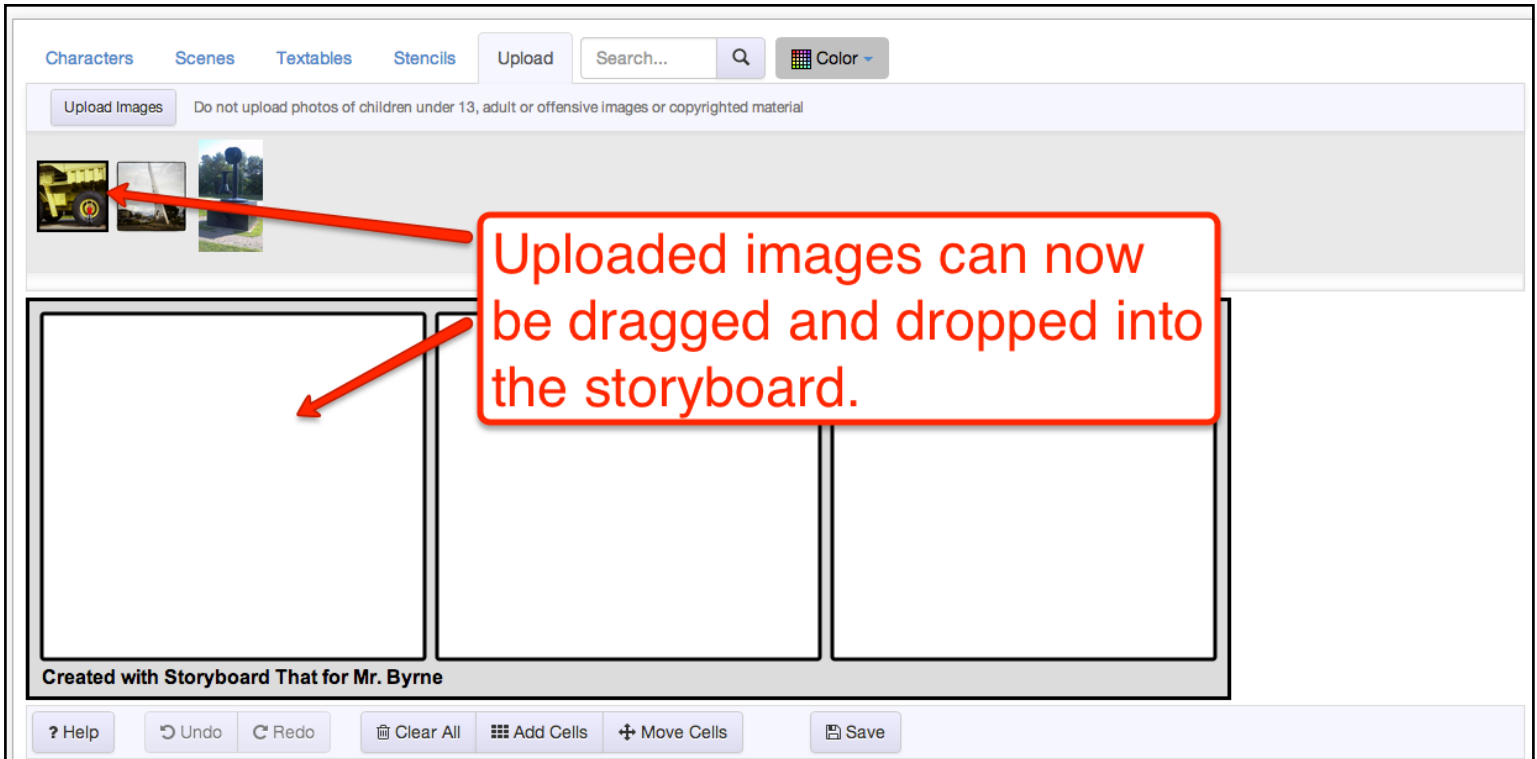 Characters Scenes Textables Stencils Upload Search... Color
Upload Images Do not upload photos of children under 13, adult or offensive images or copyrighted material
Uploaded images can now
be dragged and dropped into
the storyboard.
Created with Storyboard That for Mr. Byrne
? Help Undo Redo Clear All Add Cells Move Cells Save